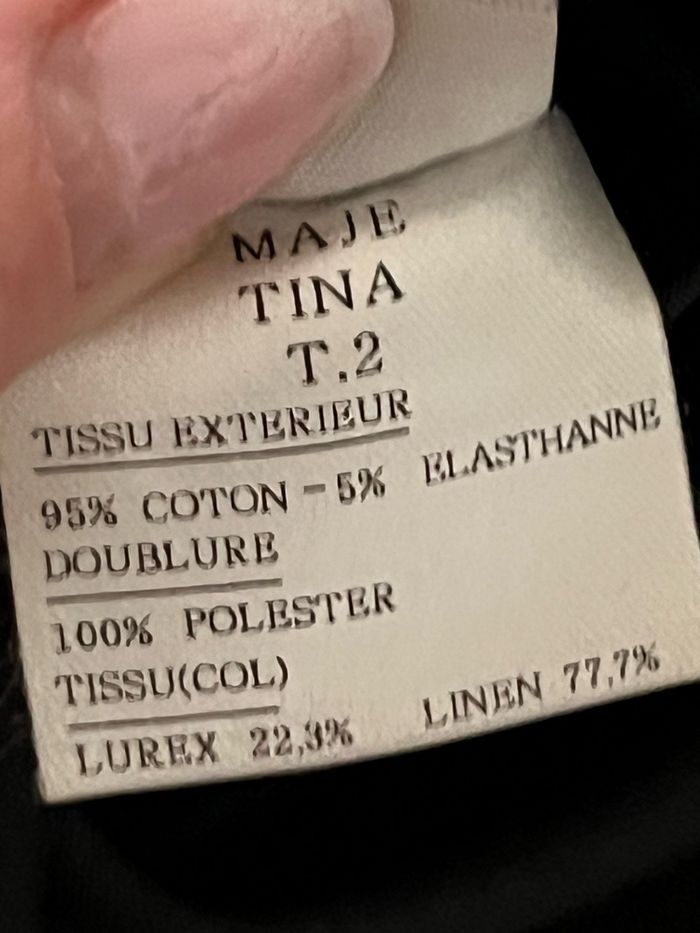 MAJE
TINA
T.2
TISSU EXTERIEUR
95% COTON - 5% ELASTHANNE
DOUBLURE
100% POLESTER
TISSU(COL)
LUREX 22,3% LINEN 77,7%